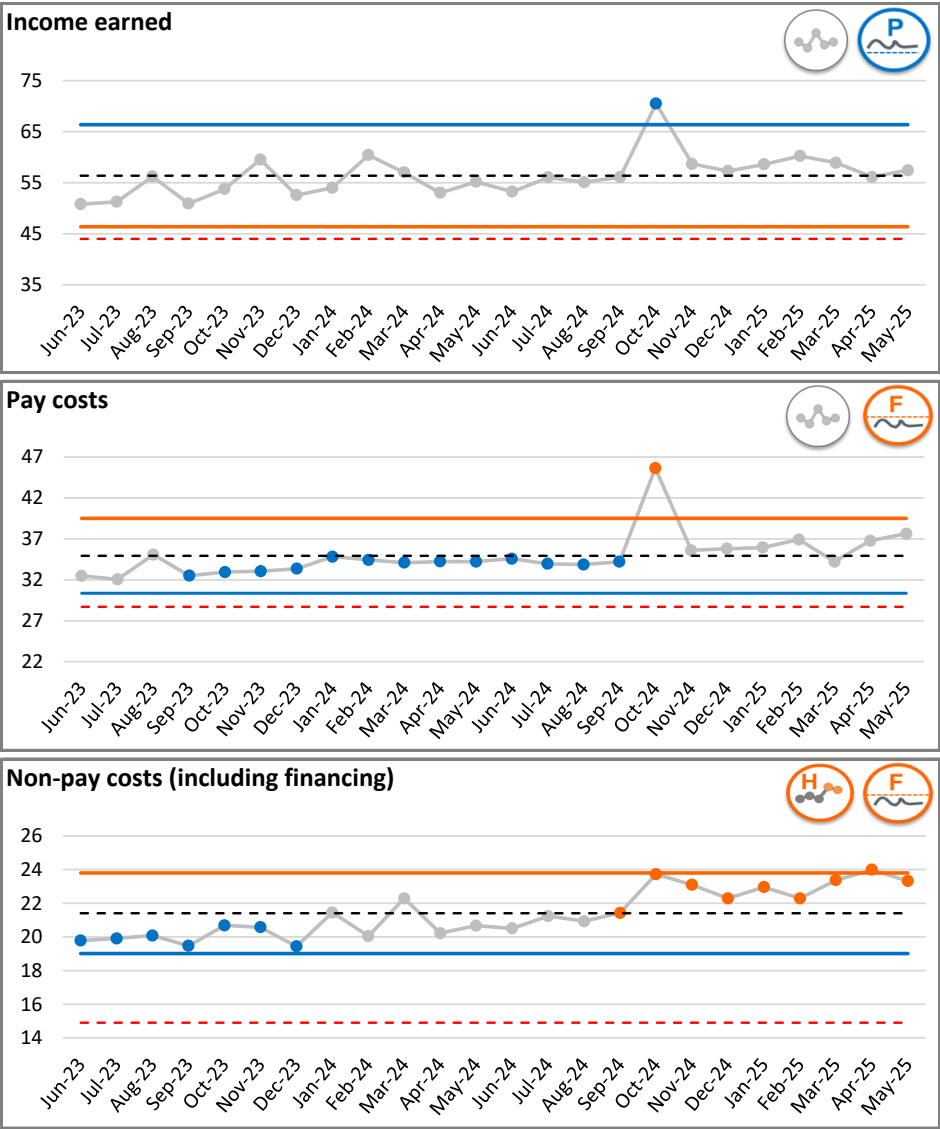 Income earned
P
75
65
55
45
35
Jun-23 Jul-23 Aug-23 Sep-23 Oct-23 Nov-23 Dec-23 Jan-24 Feb-24 Mar-24 Apr-24 May-24 Jun-24 Jul-24 Aug-24 Sep-24 Oct-24 Nov-24 Dec-24 Jan-25 Feb-25 Mar-25 Apr-25 May-25
Pay costs
F
47
42
37
32
27
22
Jun-23 Jul-23 Aug-23 Sep-23 Oct-23 Nov-23 Dec-23 Jan-24 Feb-24 Mar-24 Apr-24 May-24 Jun-24 Jul-24 Aug-24 Sep-24 Oct-24 Nov-24 Dec-24 Jan-25 Feb-25 Mar-25 Apr-25 May-25
Non-pay costs (including financing)
H F
26
24
22
20
18
16
14
Jun-23 Jul-23 Aug-23 Sep-23 Oct-23 Nov-23 Dec-23 Jan-24 Feb-24 Mar-24 Apr-24 May-24 Jun-24 Jul-24 Aug-24 Sep-24 Oct-24 Nov-24 Dec-24 Jan-25 Feb-25 Mar-25 Apr-25 May-25